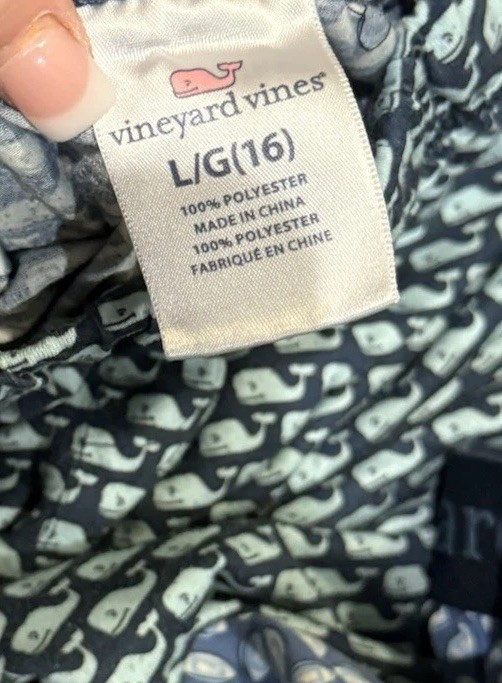 vineyard vines®
L/G(16)
100% POLYESTER
MADE IN CHINA
100% POLYESTER
FABRIQUÉ EN CHINE